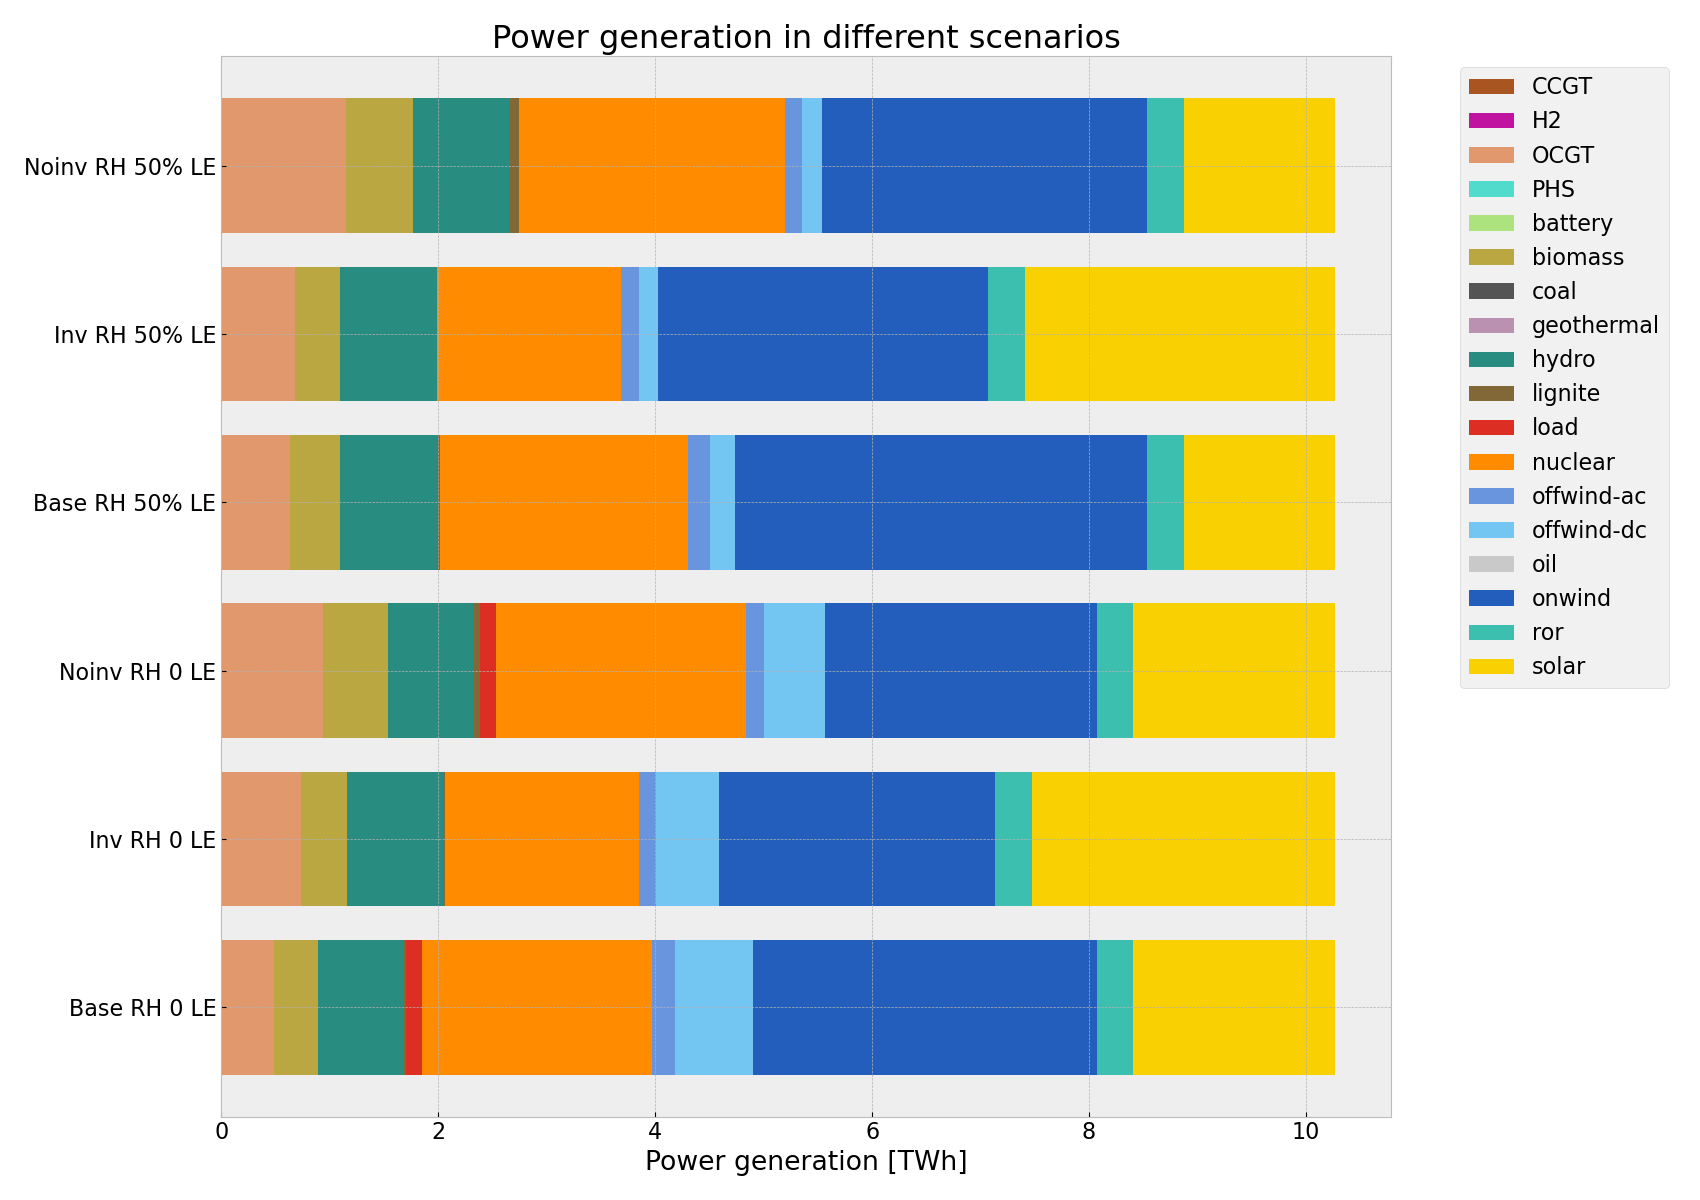 Power generation in different scenarios
Noinv RH 50% LE
Inv RH 50% LE
Base RH 50% LE
Noinv RH 0 LE
Inv RH 0 LE
Base RH 0 LE
0 2 4 6 8 10
Power generation [TWh]
CCGT
H2
OCGT
PHS
battery
biomass
coal
geothermal
hydro
lignite
load
nuclear
offwind-ac
offwind-dc
oil
onwind
ror
solar